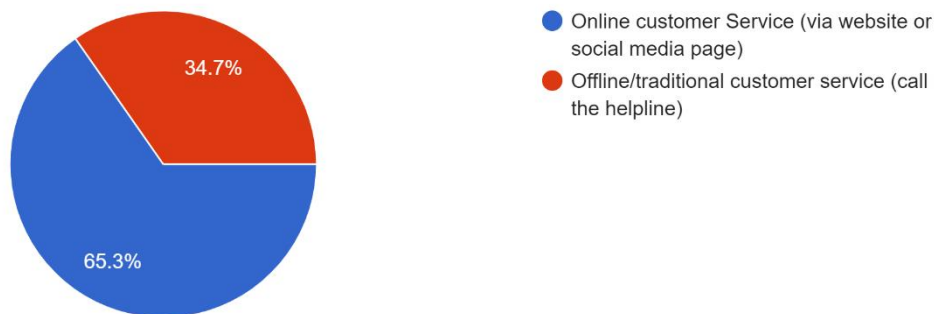 Online customer Service (via website or
social media page)
Offline/traditional customer service (call
the helpline)
34.7%
65.3%